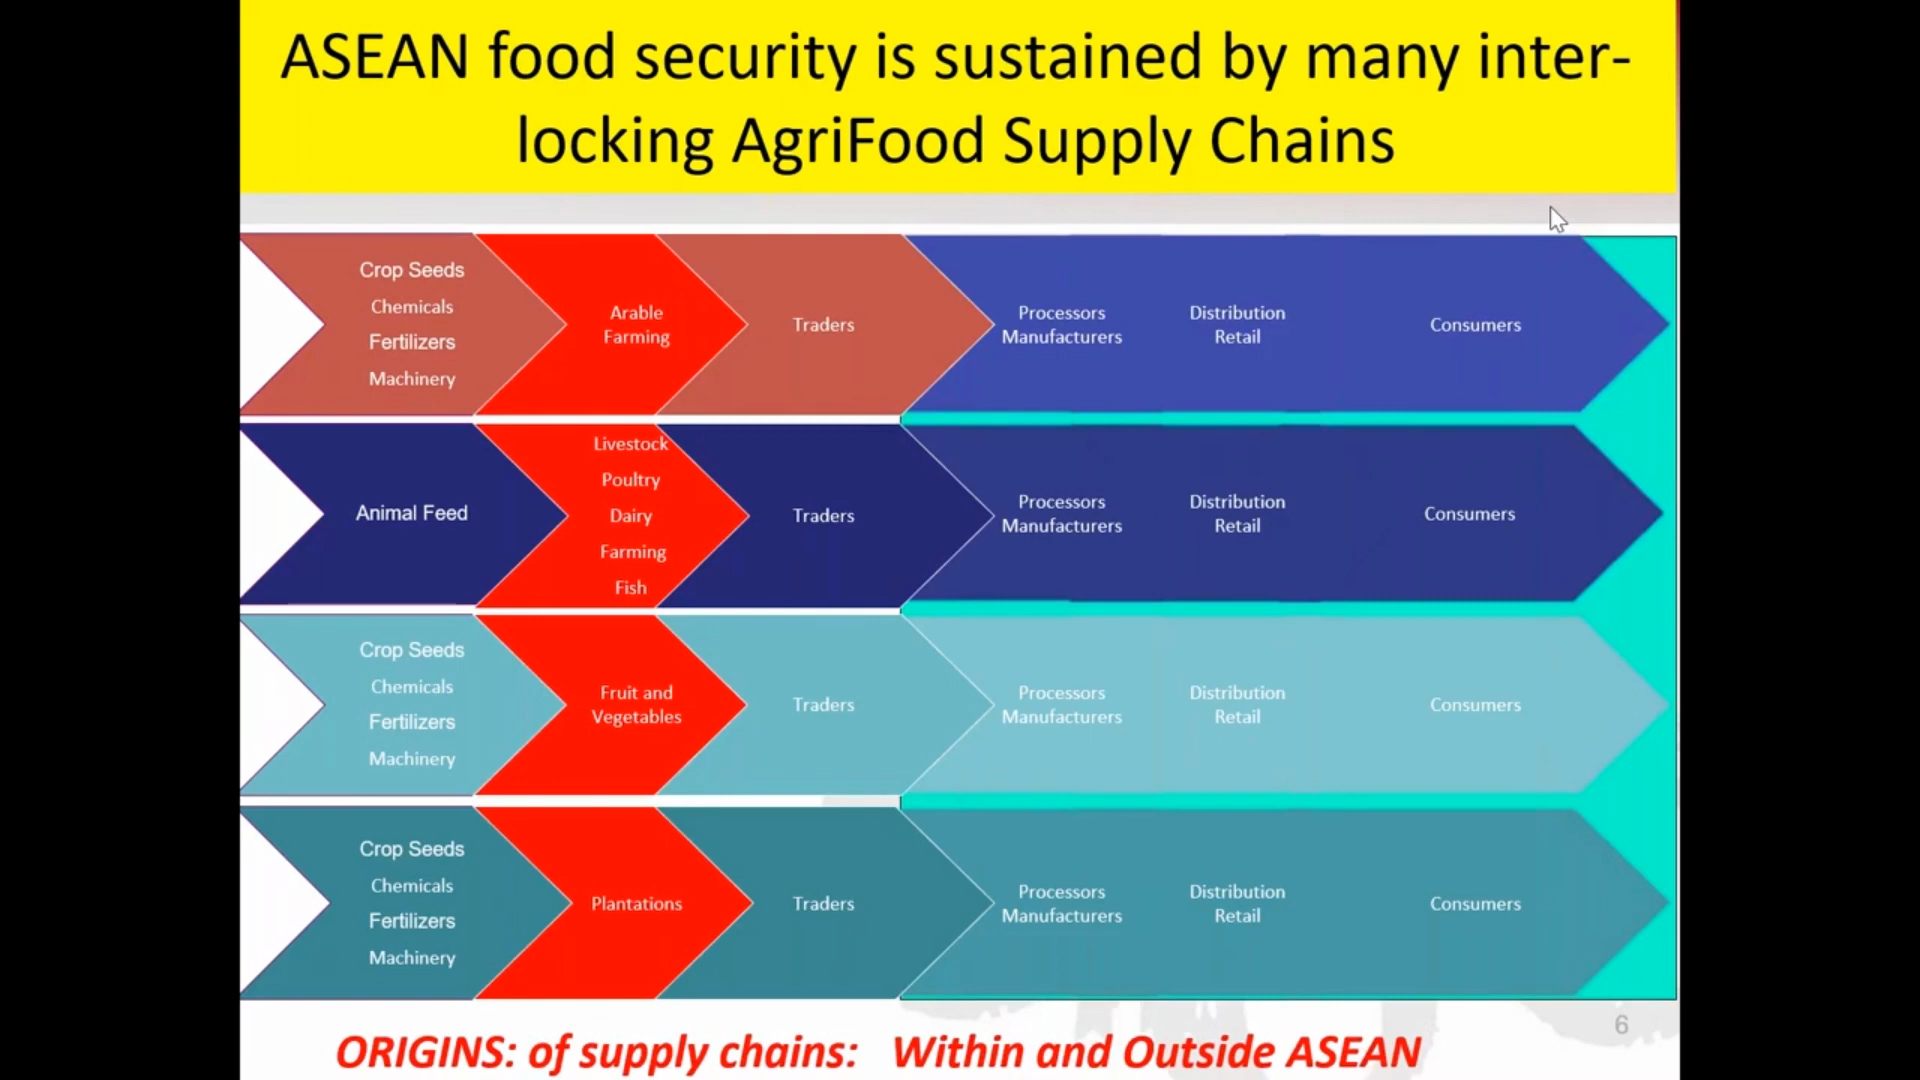 ASEAN food security is sustained by many inter-
locking AgriFood Supply Chains
Crop Seeds
Chemicals
Fertilizers
Machinery
Arable
Farming
Traders
Processors
Manufacturers
Distribution
Retail
Consumers
Animal Feed
Livestock
Poultry
Dairy
Farming
Fish
Traders
Processors
Manufacturers
Distribution
Retail
Consumers
Crop Seeds
Chemicals
Fertilizers
Machinery
Fruit and
Vegetables
Traders
Processors
Manufacturers
Distribution
Retail
Consumers
Crop Seeds
Chemicals
Fertilizers
Machinery
Plantations
Traders
Processors
Manufacturers
Distribution
Retail
Consumers
6
ORIGINS: of supply chains: Within and Outside ASEAN